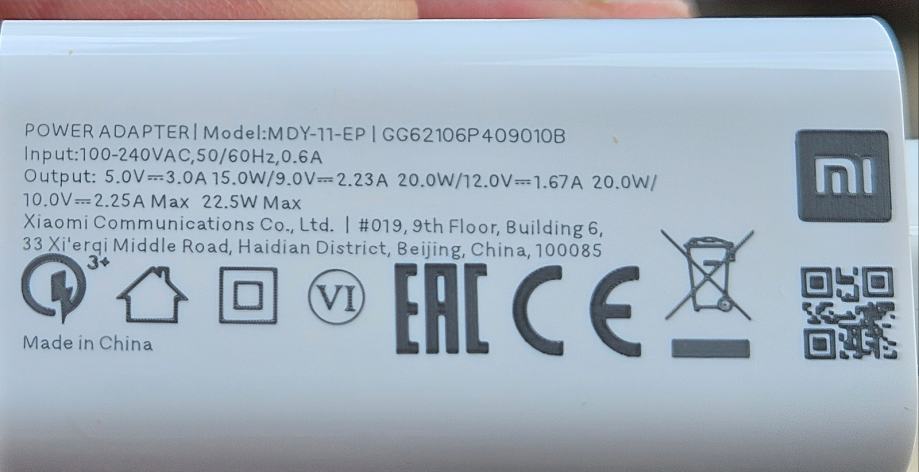 POWER ADAPTER| Model:MDY-11-EP | GG62106P409010B
Input:100-240VAC,50/60Hz,0.6A
Output: 5.0V⎓3.0A 15.0W/9.0V⎓2.23A 20.0W/12.0V⎓1.67A 20.0W/
10.0V⎓2.25A Max 22.5W Max
Xiaomi Communications Co., Ltd. | #019, 9th Floor, Building 6,
33 Xi'erqi Middle Road, Haidian District, Beijing, China, 100085
mi
3+
VI EAC CE
Made in China